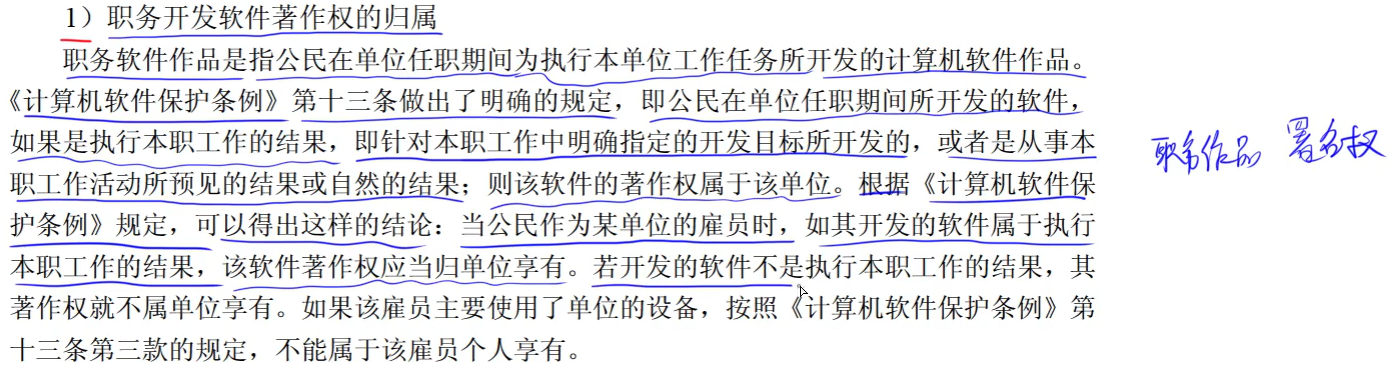 1）职务开发软件著作权的归属
职务软件作品是指公民在单位任职期间为执行本单位工作任务所开发的计算机软件作品。
《计算机软件保护条例》第十三条做出了明确的规定，即公民在单位任职期间所开发的软件，
如果是执行本职工作的结果，即针对本职工作中明确指定的开发目标所开发的，或者是从事本
职工作活动所预见的结果或自然的结果；则该软件的著作权属于该单位。根据《计算机软件保
护条例》规定，可以得出这样的结论：当公民作为某单位的雇员时，如其开发的软件属于执行
本职工作的结果，该软件著作权应当归单位享有。若开发的软件不是执行本职工作的结果，其
著作权就不属单位享有。如果该雇员主要使用了单位的设备，按照《计算机软件保护条例》第
十三条第三款的规定，不能属于该雇员个人享有。
职务作品 署名权